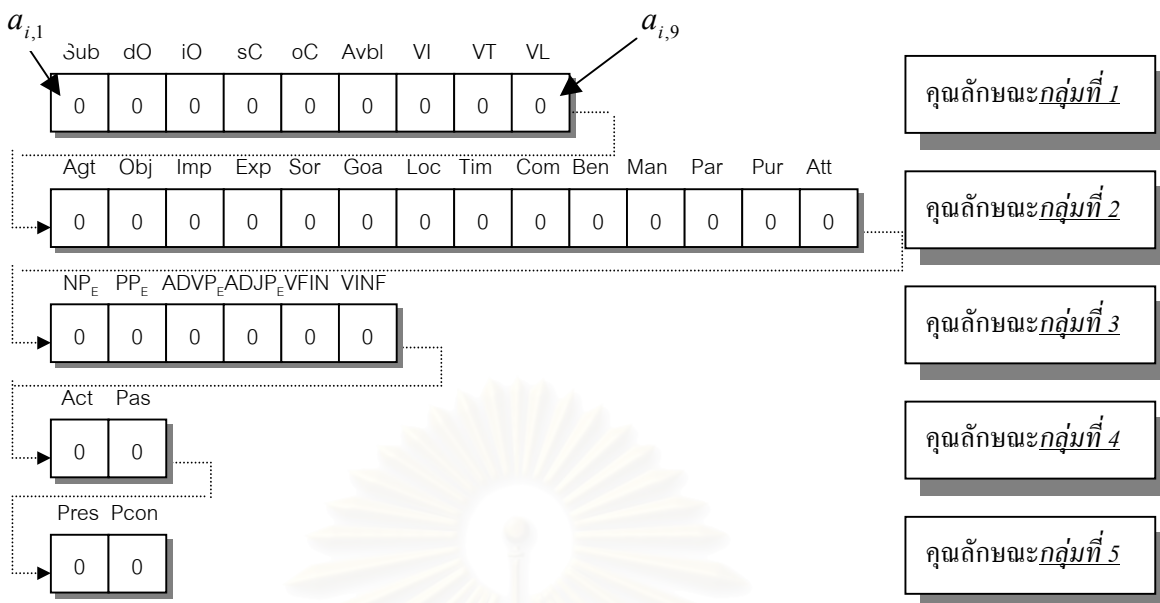 a_{i,1} a_{i,9}
Sub dO iO sC oC Avbl VI VT VL
0 0 0 0 0 0 0 0 0 คุณลักษณะกลุ่มที่ 1
Agt Obj Imp Exp Sor Goa Loc Tim Com Ben Man Par Pur Att
0 0 0 0 0 0 0 0 0 0 0 0 0 0 คุณลักษณะกลุ่มที่ 2
NP_E PP_E ADVP_E ADJP_E VFIN VINF
0 0 0 0 0 0 คุณลักษณะกลุ่มที่ 3
Act Pas
0 0 คุณลักษณะกลุ่มที่ 4
Pres Pcon
0 0 คุณลักษณะกลุ่มที่ 5